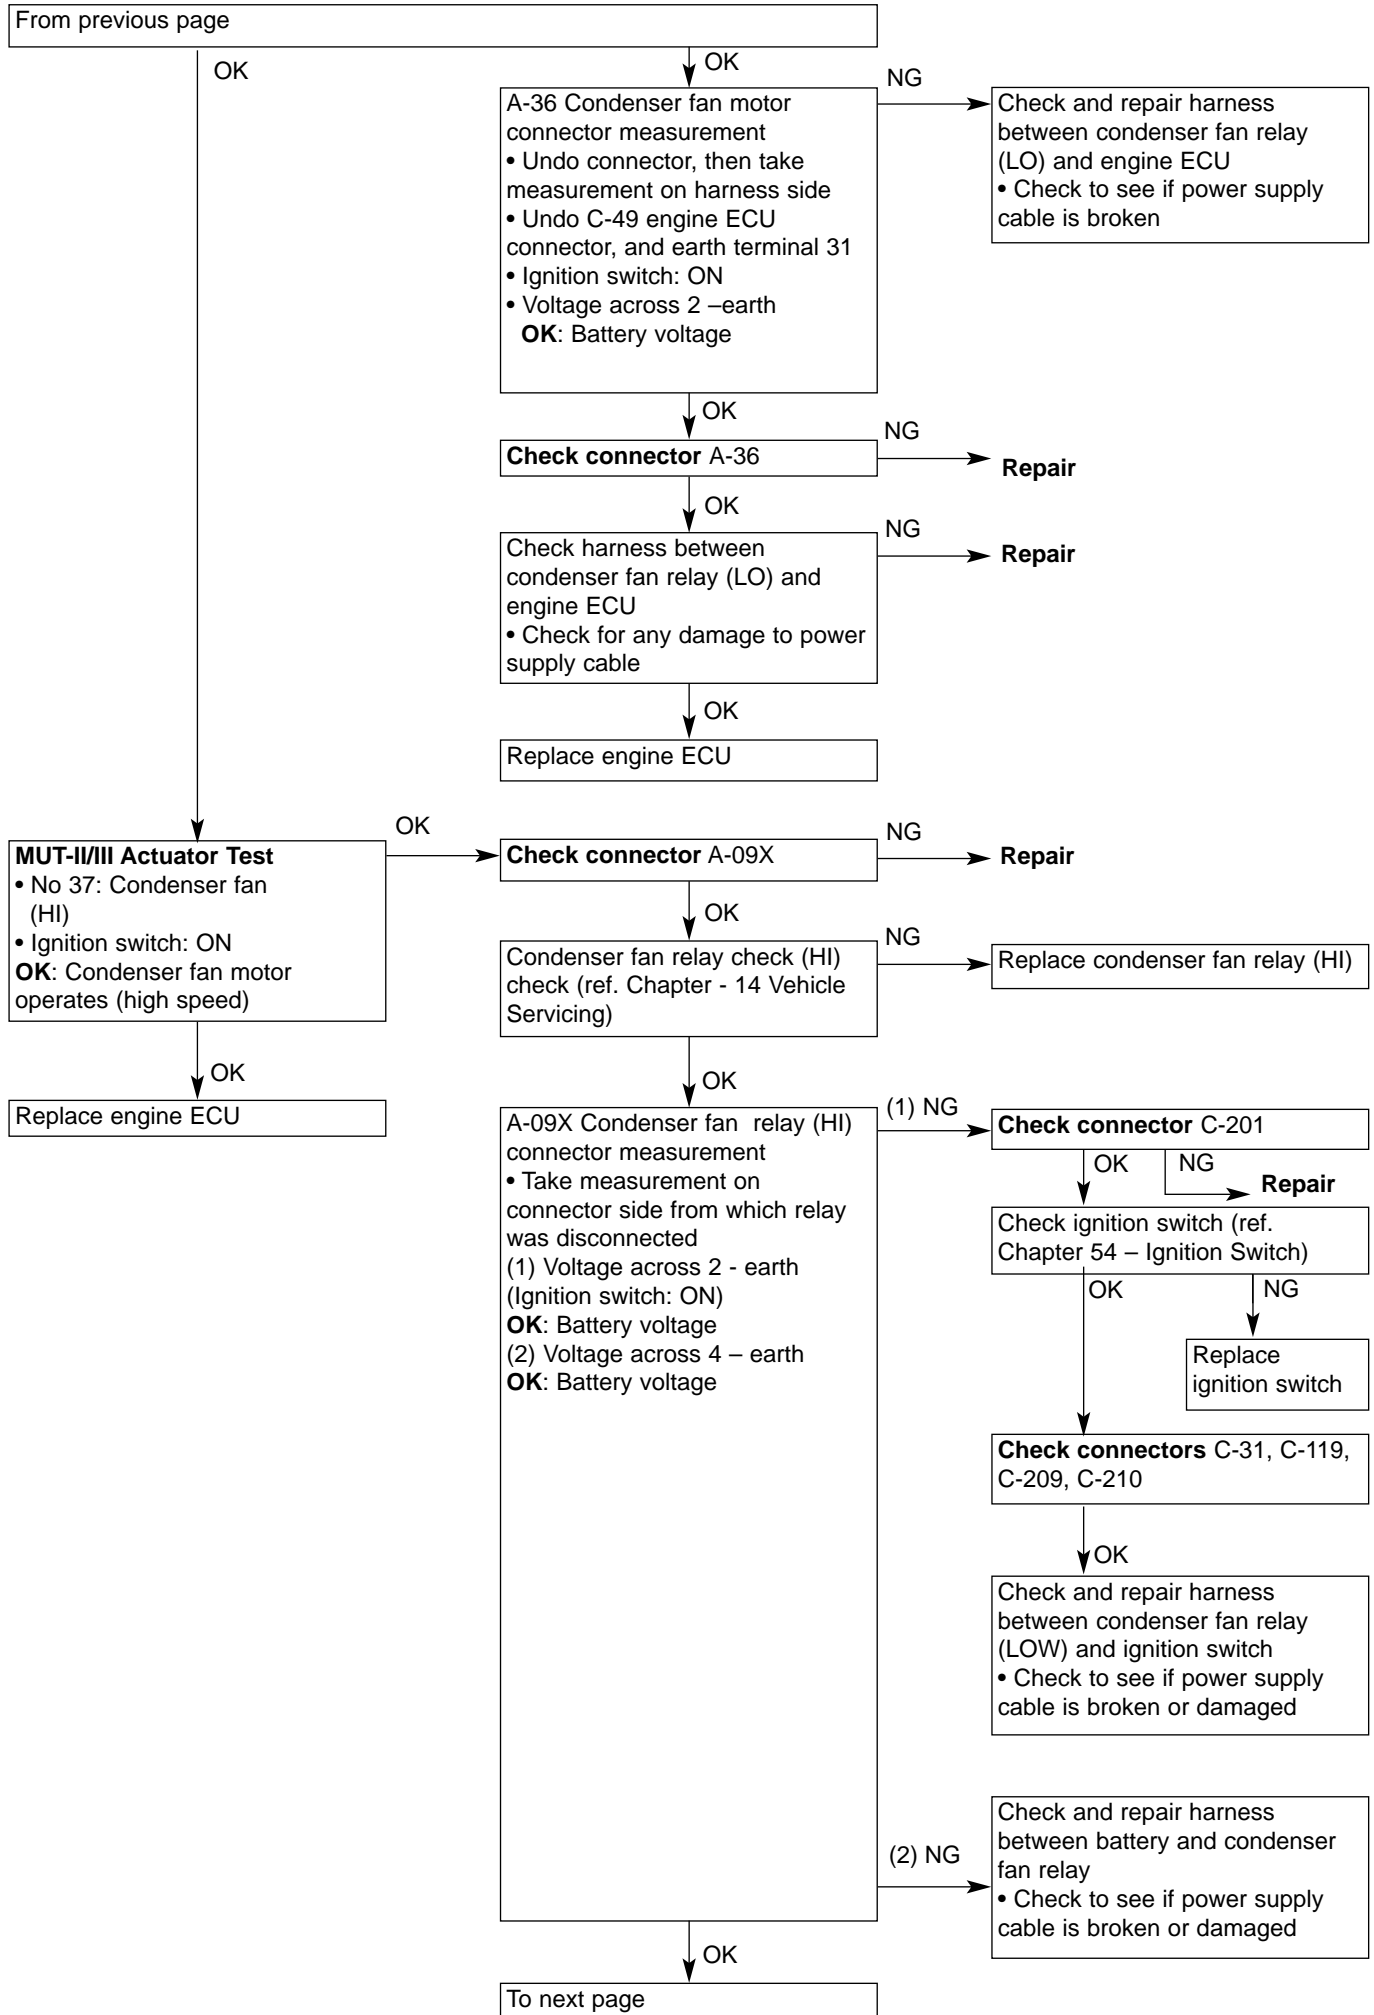 From previous page
OK
OK
A-36 Condenser fan motor
connector measurement
• Undo connector, then take
measurement on harness side
• Undo C-49 engine ECU
connector, and earth terminal 31
• Ignition switch: ON
• Voltage across 2 –earth
OK: Battery voltage
NG
Check and repair harness
between condenser fan relay
(LO) and engine ECU
• Check to see if power supply
cable is broken
OK
Check connector A-36
NG
Repair
OK
Check harness between
condenser fan relay (LO) and
engine ECU
• Check for any damage to power
supply cable
NG
Repair
OK
Replace engine ECU
MUT-II/III Actuator Test
• No 37: Condenser fan
(HI)
• Ignition switch: ON
OK: Condenser fan motor
operates (high speed)
OK
Replace engine ECU
OK
Check connector A-09X
NG
Repair
OK
Condenser fan relay check (HI)
check (ref. Chapter - 14 Vehicle
Servicing)
NG
Replace condenser fan relay (HI)
OK
A-09X Condenser fan relay (HI)
connector measurement
• Take measurement on
connector side from which relay
was disconnected
(1) Voltage across 2 - earth
(Ignition switch: ON)
OK: Battery voltage
(2) Voltage across 4 – earth
OK: Battery voltage
(1) NG
Check connector C-201
OK
NG
Repair
Check ignition switch (ref.
Chapter 54 – Ignition Switch)
OK
NG
Replace
ignition switch
Check connectors C-31, C-119,
C-209, C-210
OK
Check and repair harness
between condenser fan relay
(LOW) and ignition switch
• Check to see if power supply
cable is broken or damaged
(2) NG
Check and repair harness
between battery and condenser
fan relay
• Check to see if power supply
cable is broken or damaged
OK
To next page